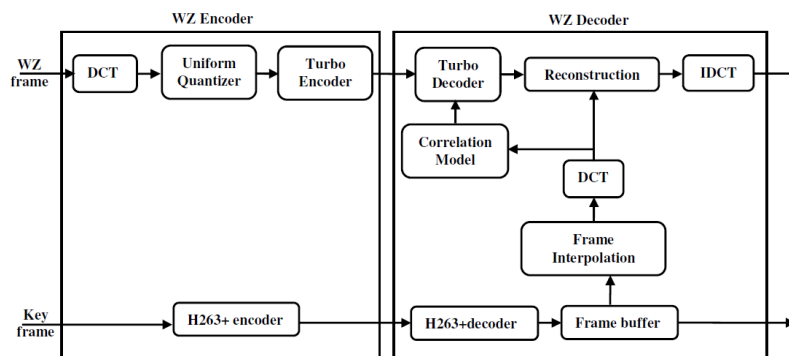 WZ Encoder
WZ Decoder
WZ
frame
DCT
Uniform
Quantizer
Turbo
Encoder
Turbo
Decoder
Reconstruction
IDCT
Correlation
Model
DCT
Frame
Interpolation
Key
frame
H263+ encoder
H263+decoder
Frame buffer